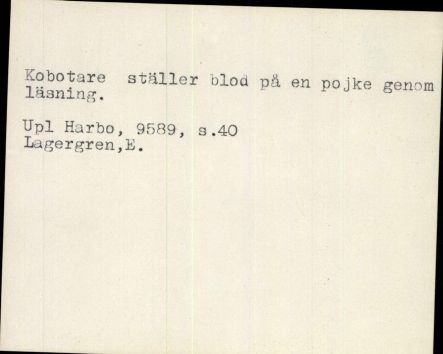 Kobotare ställer blod på en pojke genom
läsning.
Upl Harbo, 9589, s.40
Lagergren,E.